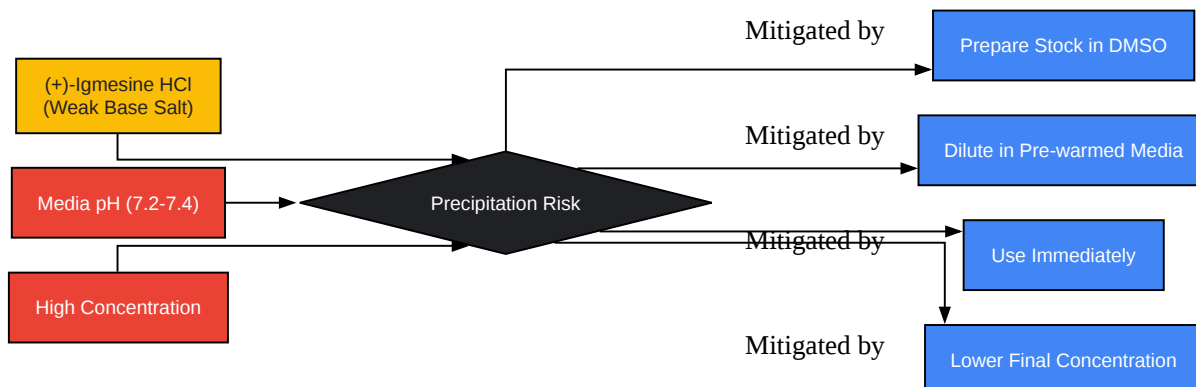 (+)-Igmesine HCl
(Weak Base Salt)
Media pH (7.2-7.4)
High Concentration
Precipitation Risk
Mitigated by
Prepare Stock in DMSO
Mitigated by
Dilute in Pre-warmed Media
Mitigated by
Use Immediately
Mitigated by
Lower Final Concentration